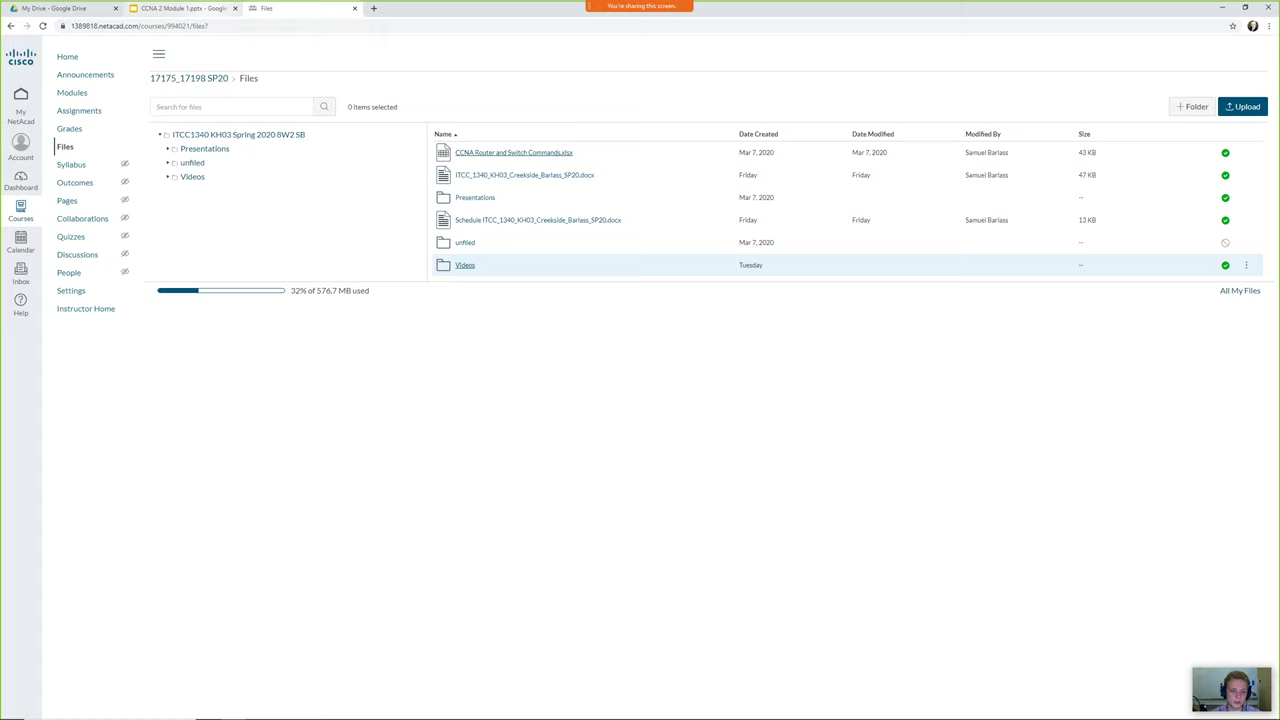 My Drive - Google Drive
CCNA 2 Module 1.pptx - Google
Files
You're sharing this screen.
1389818.netacad.com/courses/994021/files?
CISCO
My NetAcad
Account
Dashboard
Courses
Calendar
Inbox
Help
Home
Announcements
Modules
Assignments
Grades
Files
Syllabus
Outcomes
Pages
Collaborations
Quizzes
Discussions
People
Settings
Instructor Home
17175_17198 SP20 › Files
Search for files
0 items selected
+ Folder
Upload
ITCC1340 KH03 Spring 2020 8W2 SB
Presentations
unfiled
Videos
Name Date Created Date Modified Modified By Size
CCNA Router and Switch Commands.xlsx Mar 7, 2020 Mar 7, 2020 Samuel Barlass 43 KB
ITCC_1340_KH03_Creekside_Barlass_SP20.docx Friday Friday Samuel Barlass 47 KB
Presentations Mar 7, 2020 --
Schedule ITCC_1340_KH03_Creekside_Barlass_SP20.docx Friday Friday Samuel Barlass 13 KB
unfiled Mar 7, 2020 --
Videos Tuesday --
32% of 576.7 MB used
All My Files